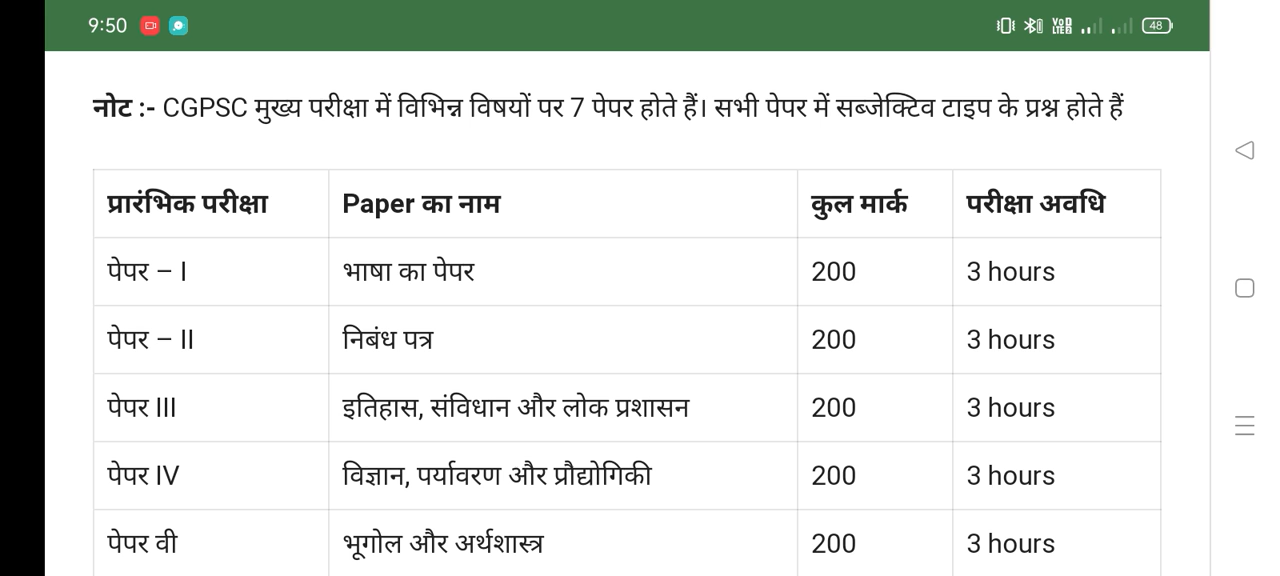 9:50
VoD LTE2 48
नोट :- CGPSC मुख्य परीक्षा में विभिन्न विषयों पर 7 पेपर होते हैं। सभी पेपर में सब्जेक्टिव टाइप के प्रश्न होते हैं
प्रारंभिक परीक्षा Paper का नाम कुल मार्क परीक्षा अवधि
पेपर – I भाषा का पेपर 200 3 hours
पेपर – II निबंध पत्र 200 3 hours
पेपर III इतिहास, संविधान और लोक प्रशासन 200 3 hours
पेपर IV विज्ञान, पर्यावरण और प्रौद्योगिकी 200 3 hours
पेपर वी भूगोल और अर्थशास्त्र 200 3 hours